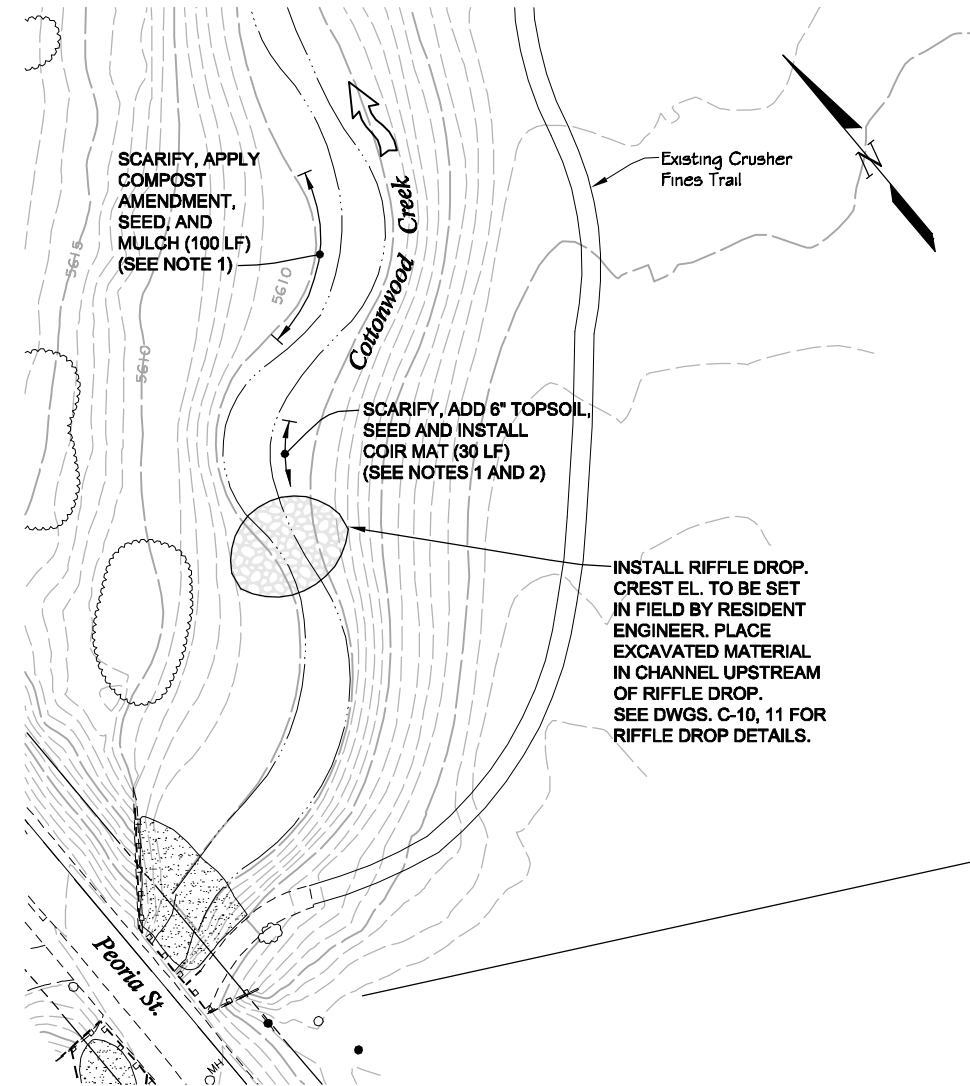 SCARIFY, APPLY
COMPOST
AMENDMENT,
SEED, AND
MULCH (100 LF)
(SEE NOTE 1)
Existing Crusher
Fines Trail
N
5615
5610
5610
Cottonwood Creek
SCARIFY, ADD 6" TOPSOIL,
SEED AND INSTALL
COIR MAT (30 LF)
(SEE NOTES 1 AND 2)
INSTALL RIFFLE DROP.
CREST EL. TO BE SET
IN FIELD BY RESIDENT
ENGINEER. PLACE
EXCAVATED MATERIAL
IN CHANNEL UPSTREAM
OF RIFFLE DROP.
SEE DWGS. C-10, 11 FOR
RIFFLE DROP DETAILS.
Peoria St.
MH